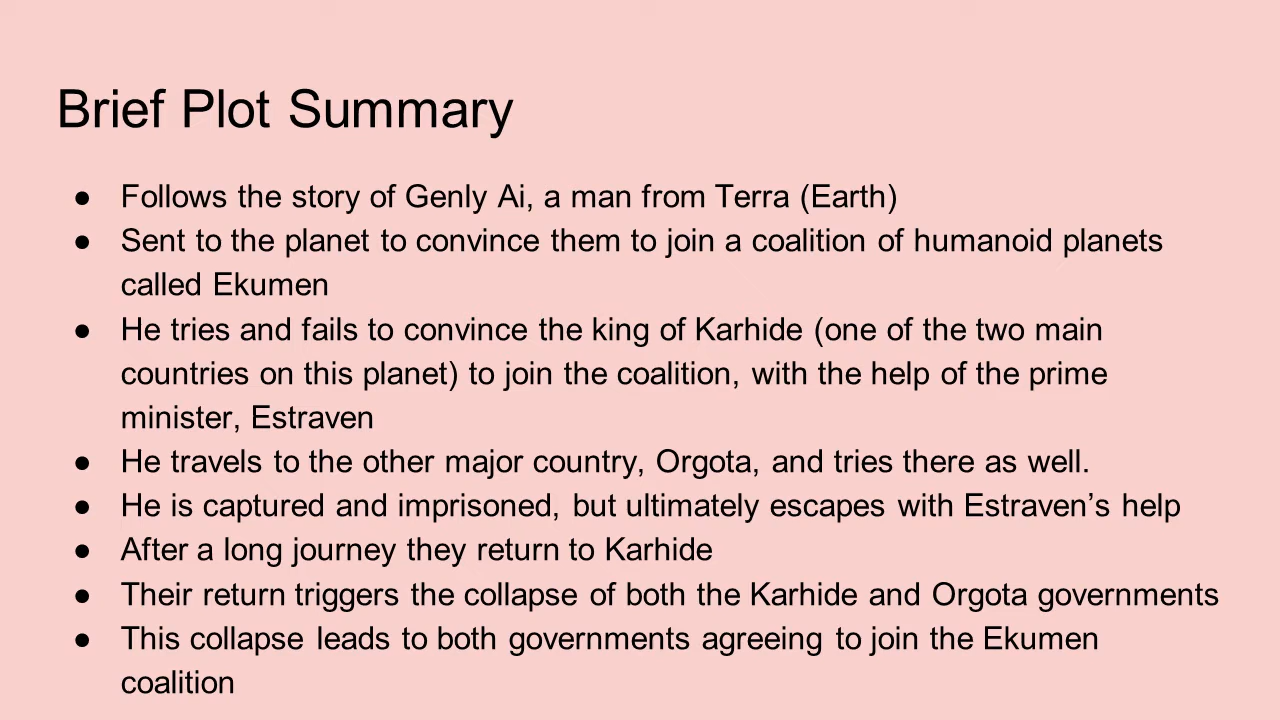 Brief Plot Summary
● Follows the story of Genly Ai, a man from Terra (Earth)
● Sent to the planet to convince them to join a coalition of humanoid planets
called Ekumen
● He tries and fails to convince the king of Karhide (one of the two main
countries on this planet) to join the coalition, with the help of the prime
minister, Estraven
● He travels to the other major country, Orgota, and tries there as well.
● He is captured and imprisoned, but ultimately escapes with Estraven’s help
● After a long journey they return to Karhide
● Their return triggers the collapse of both the Karhide and Orgota governments
● This collapse leads to both governments agreeing to join the Ekumen
coalition